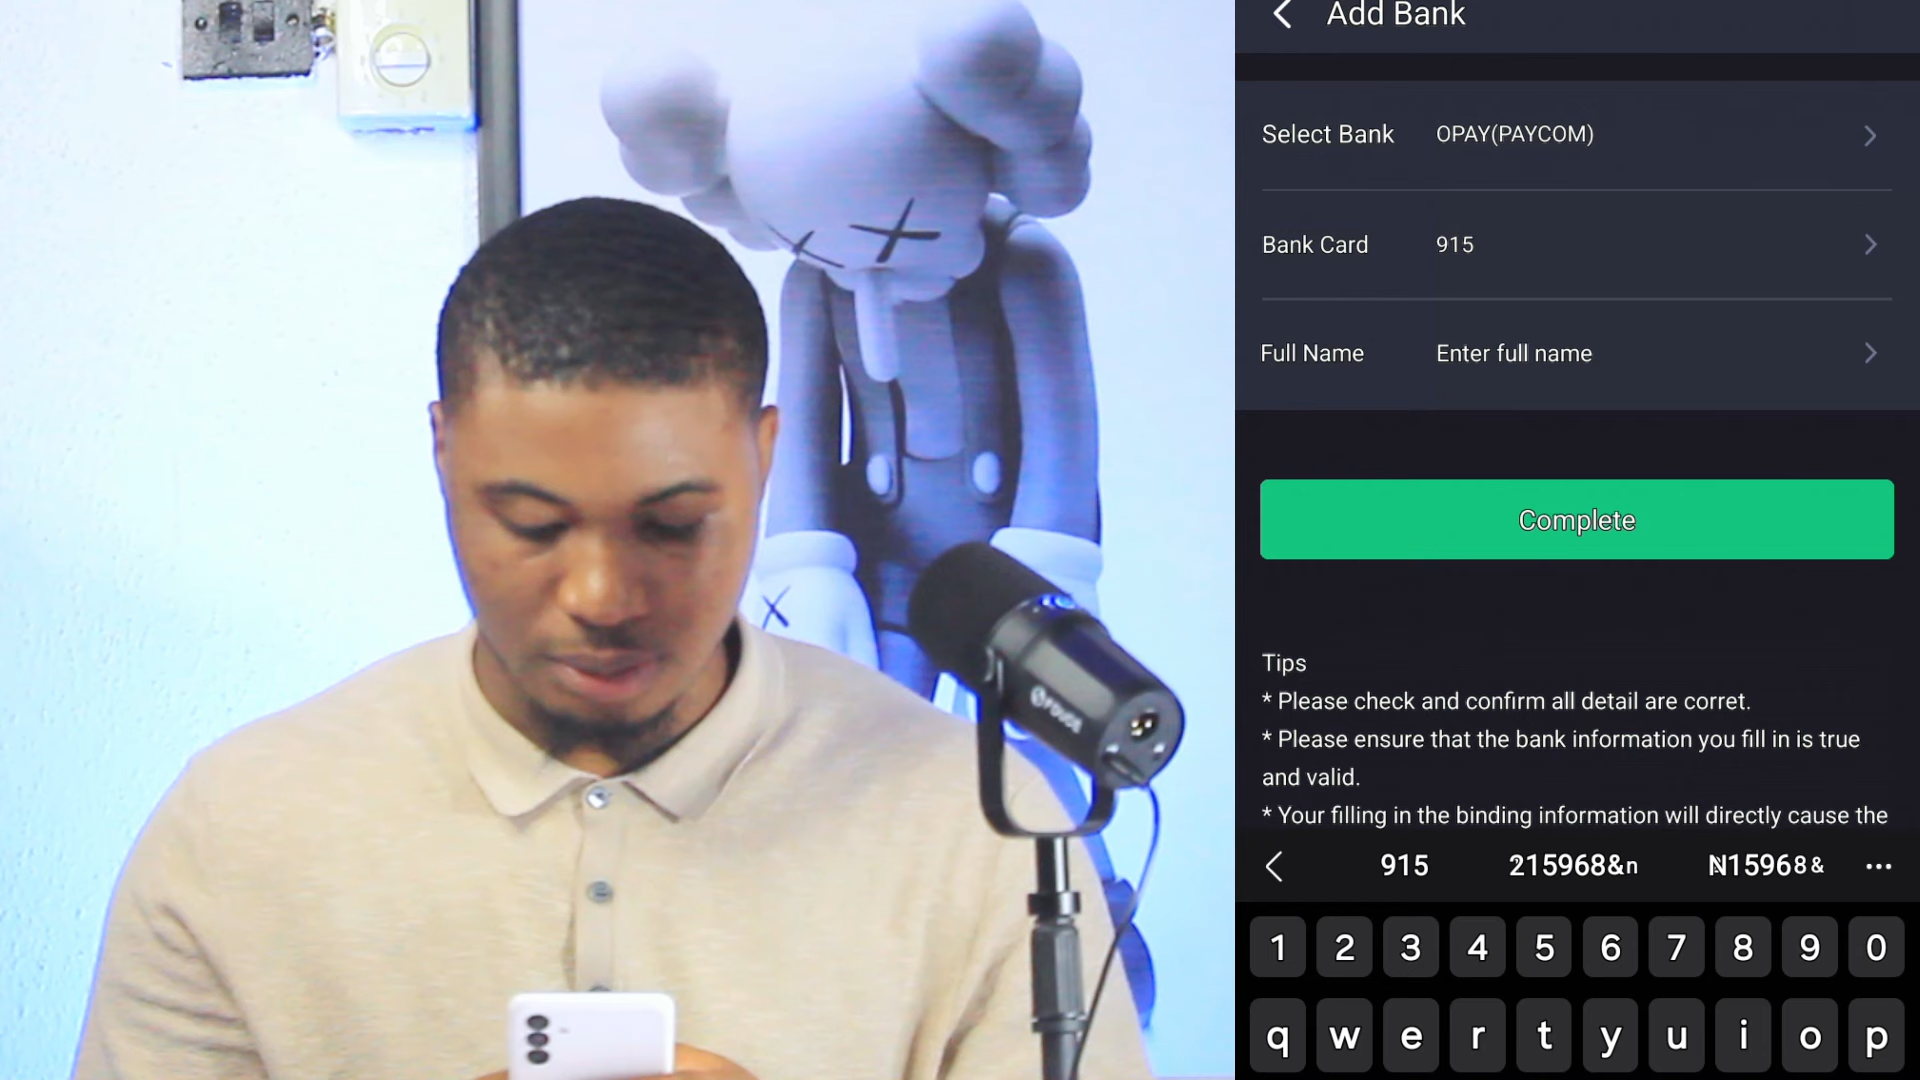 Add Bank
Select Bank OPAY(PAYCOM)
Bank Card 915
Full Name Enter full name
Complete
Tips
* Please check and confirm all detail are corret.
* Please ensure that the bank information you fill in is true
and valid.
* Your filling in the binding information will directly cause the
915 215968&n ₦15968&
1 2 3 4 5 6 7 8 9 0
q w e r t y u i o p